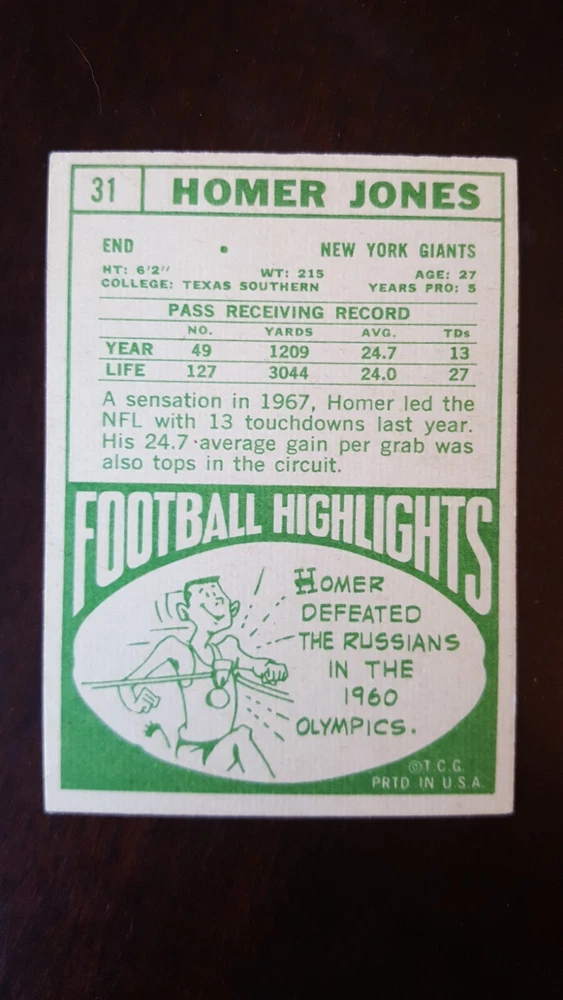 31 HOMER JONES
END • NEW YORK GIANTS
HT: 6'2" WT: 215 AGE: 27
COLLEGE: TEXAS SOUTHERN YEARS PRO: 5
PASS RECEIVING RECORD
NO. YARDS AVG. TDs
YEAR 49 1209 24.7 13
LIFE 127 3044 24.0 27
A sensation in 1967, Homer led the
NFL with 13 touchdowns last year.
His 24.7 average gain per grab was
also tops in the circuit.
FOOTBALL HIGHLIGHTS
HOMER
DEFEATED
THE RUSSIANS
IN THE
1960
OLYMPICS.
©T.C.G.
PRTD IN U.S.A.